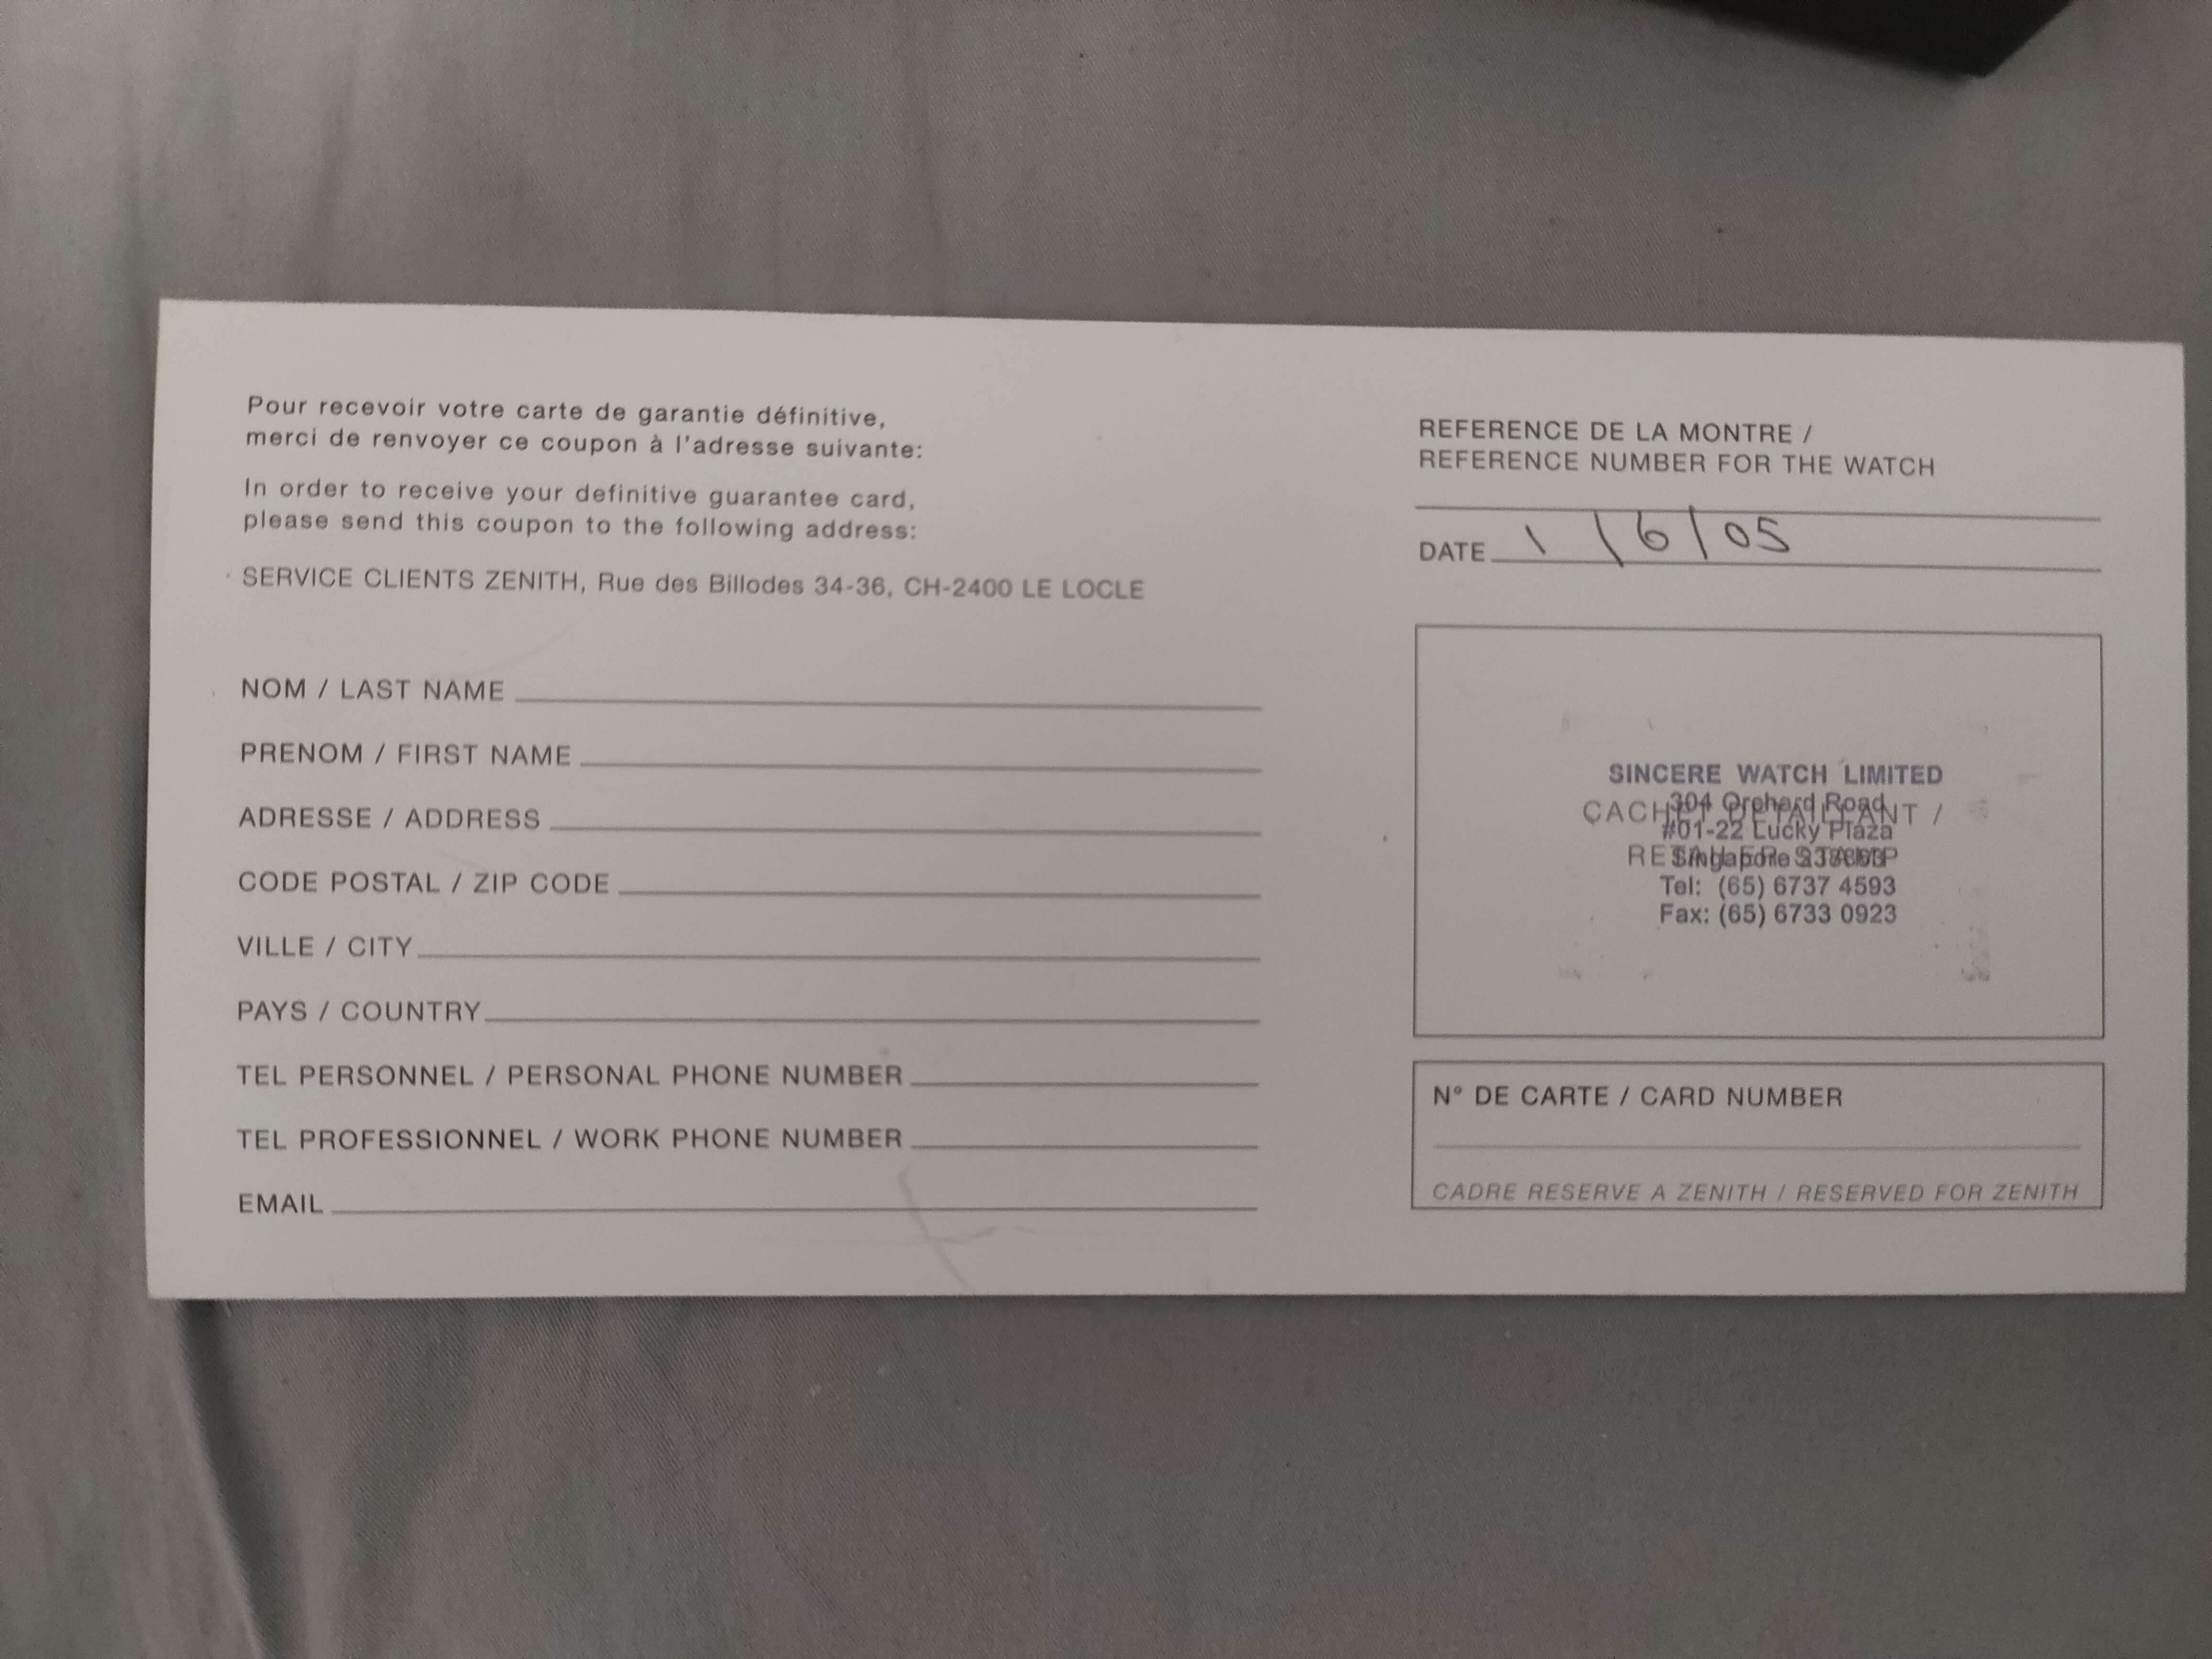 Pour recevoir votre carte de garantie définitive,
merci de renvoyer ce coupon à l'adresse suivante:
In order to receive your definitive guarantee card,
please send this coupon to the following address:
SERVICE CLIENTS ZENITH, Rue des Billodes 34-36, CH-2400 LE LOCLE
NOM / LAST NAME
PRENOM / FIRST NAME
ADRESSE / ADDRESS
CODE POSTAL / ZIP CODE
VILLE / CITY
PAYS / COUNTRY
TEL PERSONNEL / PERSONAL PHONE NUMBER
TEL PROFESSIONNEL / WORK PHONE NUMBER
EMAIL
REFERENCE DE LA MONTRE /
REFERENCE NUMBER FOR THE WATCH
DATE 1/6/05
SINCERE WATCH LIMITED
304 Orchard Road
CACHET DETAILLANT /
#01-22 Lucky Plaza
RETAILER STAMP
Singapore
Tel: (65) 6737 4593
Fax: (65) 6733 0923
N° DE CARTE / CARD NUMBER
CADRE RESERVE A ZENITH / RESERVED FOR ZENITH